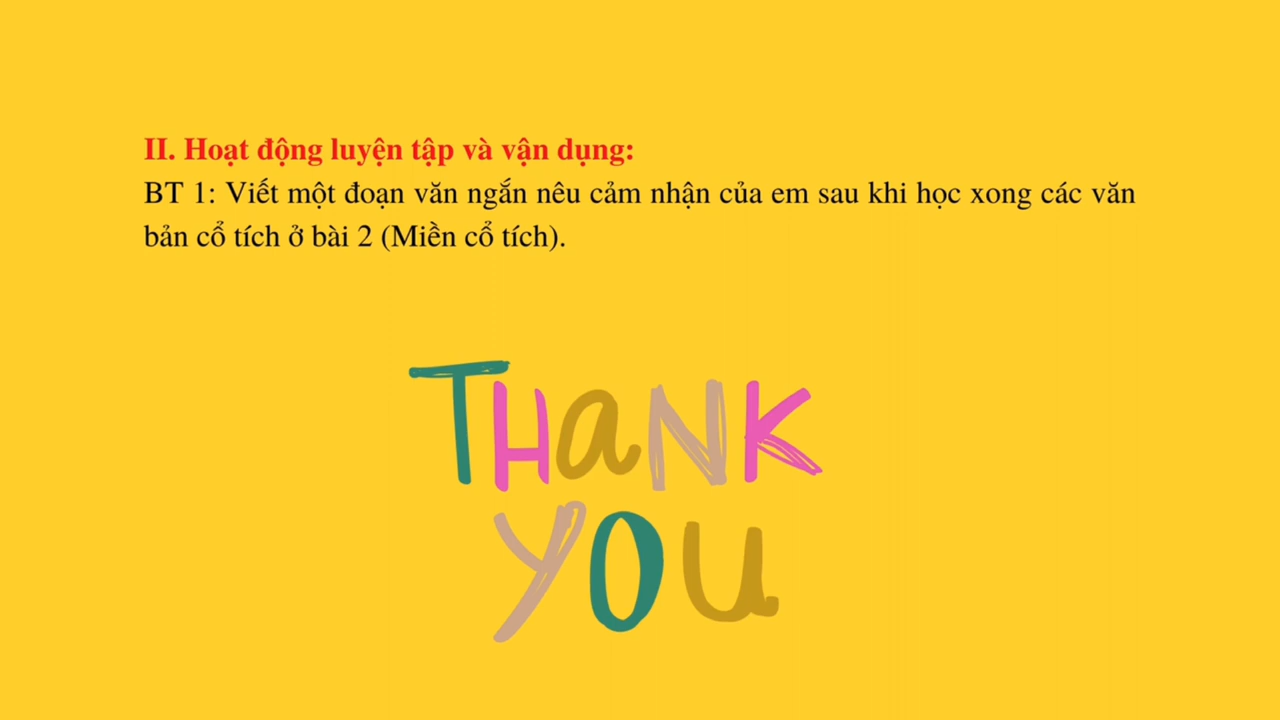 II. Hoạt động luyện tập và vận dụng:
BT 1: Viết một đoạn văn ngắn nêu cảm nhận của em sau khi học xong các văn
bản cổ tích ở bài 2 (Miền cổ tích).
THANK
YOU